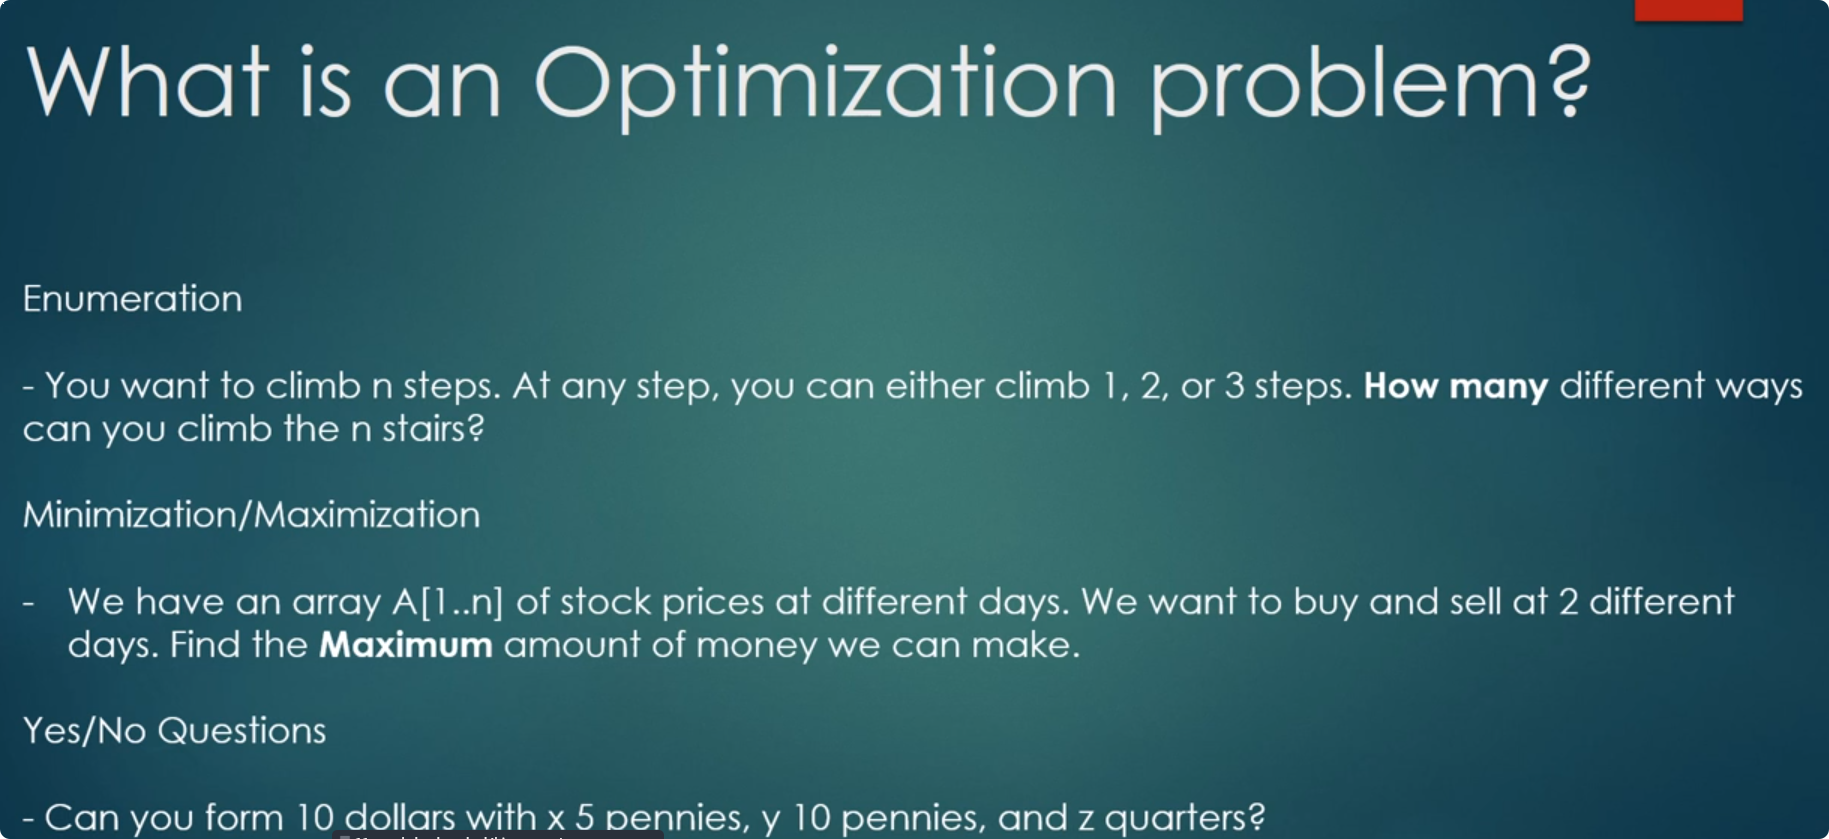 What is an Optimization problem?
Enumeration
- You want to climb n steps. At any step, you can either climb 1, 2, or 3 steps. How many different ways
can you climb the n stairs?
Minimization/Maximization
- We have an array A[1..n] of stock prices at different days. We want to buy and sell at 2 different
days. Find the Maximum amount of money we can make.
Yes/No Questions
- Can you form 10 dollars with x 5 pennies, y 10 pennies, and z quarters?